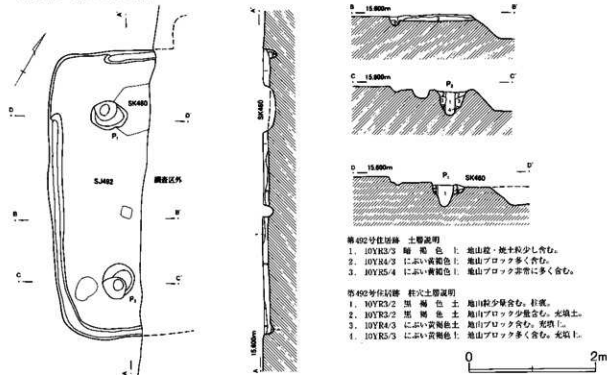 A'
SK460
D
D'
P₁
SJ492
調査区外
B
B'
C
C'
P₂
A
A'
SK460
15.600m
A
B 15.600m B'
C 15.600m C'
P₂
D 15.600m D'
P₁ SK460
第492号住居跡 土層説明
1. 10YR3/3 暗褐色土 地山粒・焼土粒少し含む。
2. 10YR4/3 にぶい黄褐色土 地山ブロック多く含む。
3. 10YR5/4 にぶい黄褐色土 地山ブロック非常に多く含む。
第492号住居跡 柱穴土層説明
1. 10YR3/2 黒褐色土 地山粒少量含む。柱痕。
2. 10YR3/2 黒褐色土 地山ブロック少量含む。充填土。
3. 10YR4/3 にぶい黄褐色土 地山ブロック含む。充填土。
4. 10YR5/3 にぶい黄褐色土 地山ブロック多く含む。充填土。
0 2m